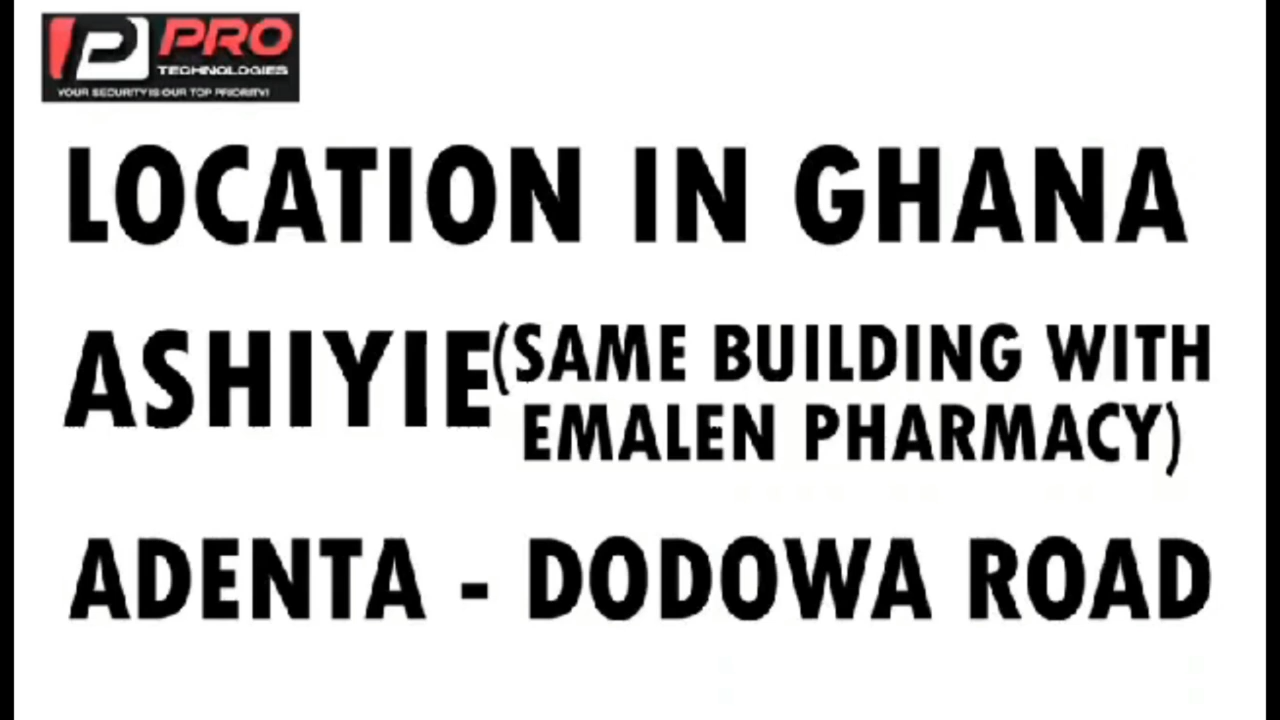 PRO
TECHNOLOGIES
YOUR SECURITY IS OUR TOP PRIORITY!
LOCATION IN GHANA
ASHIYIE (SAME BUILDING WITH
EMALEN PHARMACY)
ADENTA - DODOWA ROAD